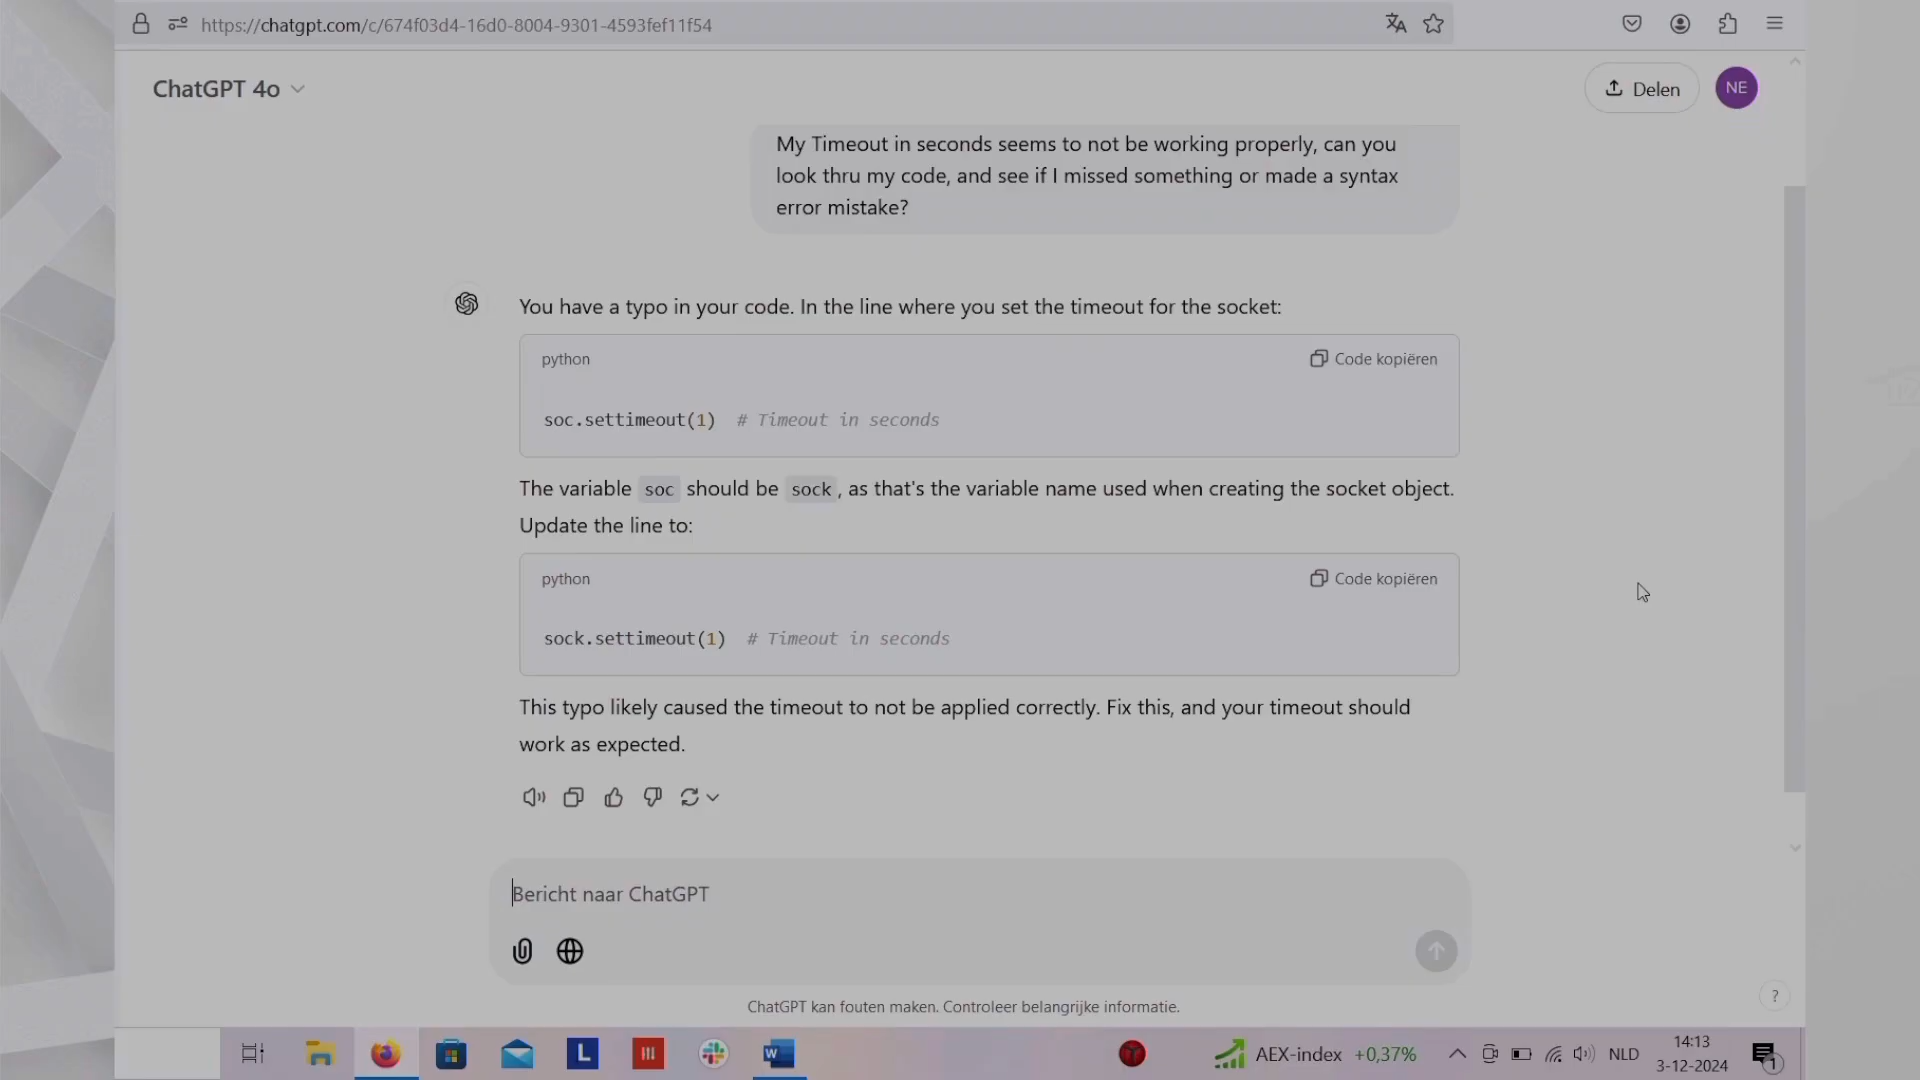 https://chatgpt.com/c/674f03d4-16d0-8004-9301-4593fef11f54
ChatGPT 4o
Delen
NE
My Timeout in seconds seems to not be working properly, can you
look thru my code, and see if I missed something or made a syntax
error mistake?
You have a typo in your code. In the line where you set the timeout for the socket:
python
Code kopiëren
soc.settimeout(1)  # Timeout in seconds
The variable soc should be sock, as that's the variable name used when creating the socket object.
Update the line to:
python
Code kopiëren
sock.settimeout(1)  # Timeout in seconds
This typo likely caused the timeout to not be applied correctly. Fix this, and your timeout should
work as expected.
Bericht naar ChatGPT
ChatGPT kan fouten maken. Controleer belangrijke informatie.
?
L
W
AEX-index +0,37%
NLD
14:13
3-12-2024
1